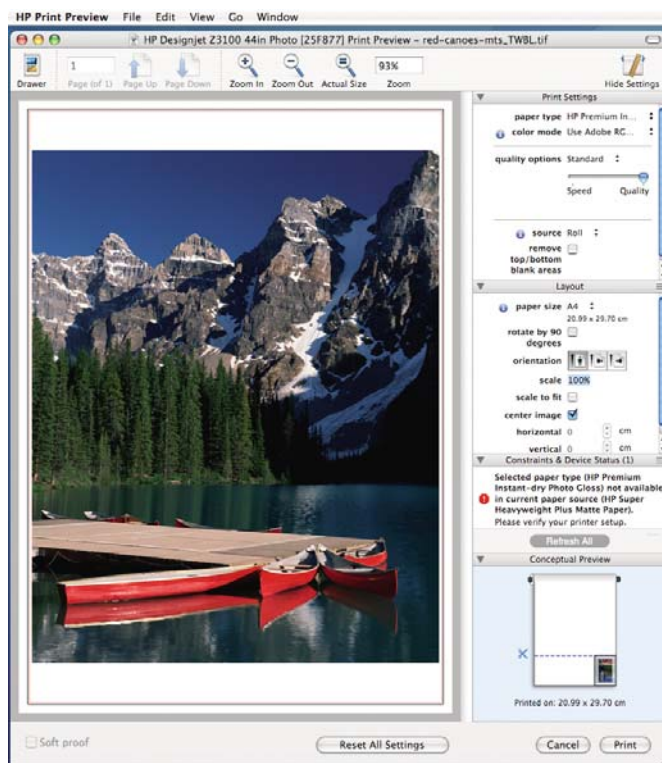 HP Print Preview File Edit View Go Window
HP Designjet Z3100 44in Photo [25F877] Print Preview – red-canoes-mts_TWBL.tif
1 93%
Drawer Page (of 1) Page Up Page Down Zoom In Zoom Out Actual Size Zoom Hide Settings
Print Settings
paper type HP Premium In...
color mode Use Adobe RG...
quality options Standard
Speed Quality
source Roll
remove
top/bottom
blank areas
Layout
paper size A4
20.99 x 29.70 cm
rotate by 90
degrees
orientation
scale 100%
scale to fit
center image
horizontal 0 cm
vertical 0 cm
Constraints & Device Status (1)
Selected paper type (HP Premium
Instant-dry Photo Gloss) not available
in current paper source (HP Super
Heavyweight Plus Matte Paper).
Please verify your printer setup.
Refresh All
Conceptual Preview
Printed on: 20.99 x 29.70 cm
Soft proof Reset All Settings Cancel Print